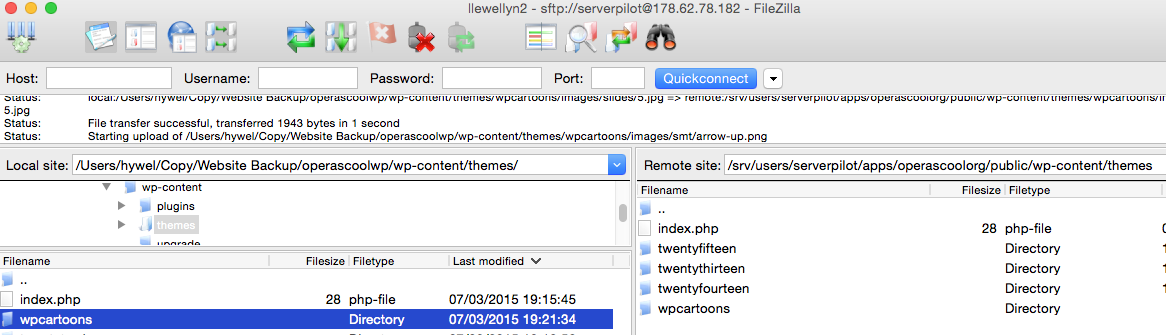 llewellyn2 - sftp://serverpilot@178.62.78.182 - FileZilla
Host: Username: Password: Port: Quickconnect
Status: local:/Users/hywel/Copy/Website Backup/operascoolwp/wp-content/themes/wpcartoons/images/slides/5.jpg => remote:/srv/users/serverpilot/apps/operascoolorg/public/wp-content/themes/wpcartoons/i
5.jpg
Status: File transfer successful, transferred 1943 bytes in 1 second
Status: Starting upload of /Users/hywel/Copy/Website Backup/operascoolwp/wp-content/themes/wpcartoons/images/smt/arrow-up.png
Local site: /Users/hywel/Copy/Website Backup/operascoolwp/wp-content/themes/
wp-content
plugins
themes
upgrade
Filename Filesize Filetype Last modified
..
index.php 28 php-file 07/03/2015 19:15:45
wpcartoons Directory 07/03/2015 19:21:34
Remote site: /srv/users/serverpilot/apps/operascoolorg/public/wp-content/themes
Filename Filesize Filetype
..
index.php 28 php-file
twentyfifteen Directory
twentythirteen Directory
twentyfourteen Directory
wpcartoons Directory